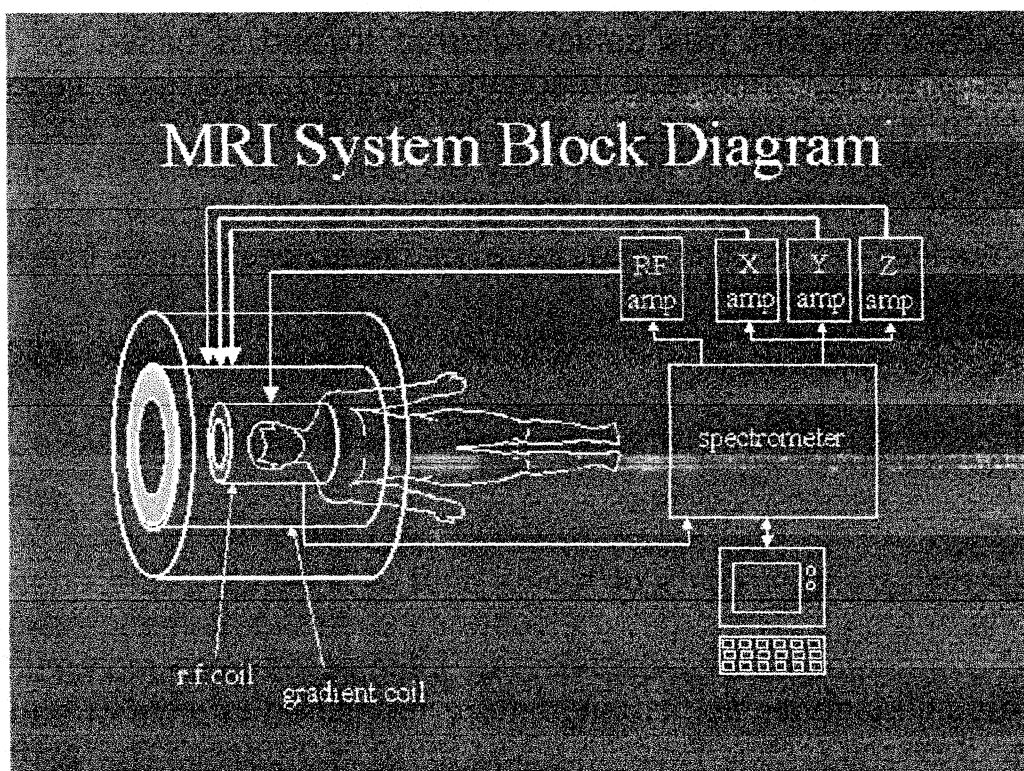 MRI System Block Diagram
RF
amp
X
amp
Y
amp
Z
amp
spectrometer
r.f coil
gradient coil